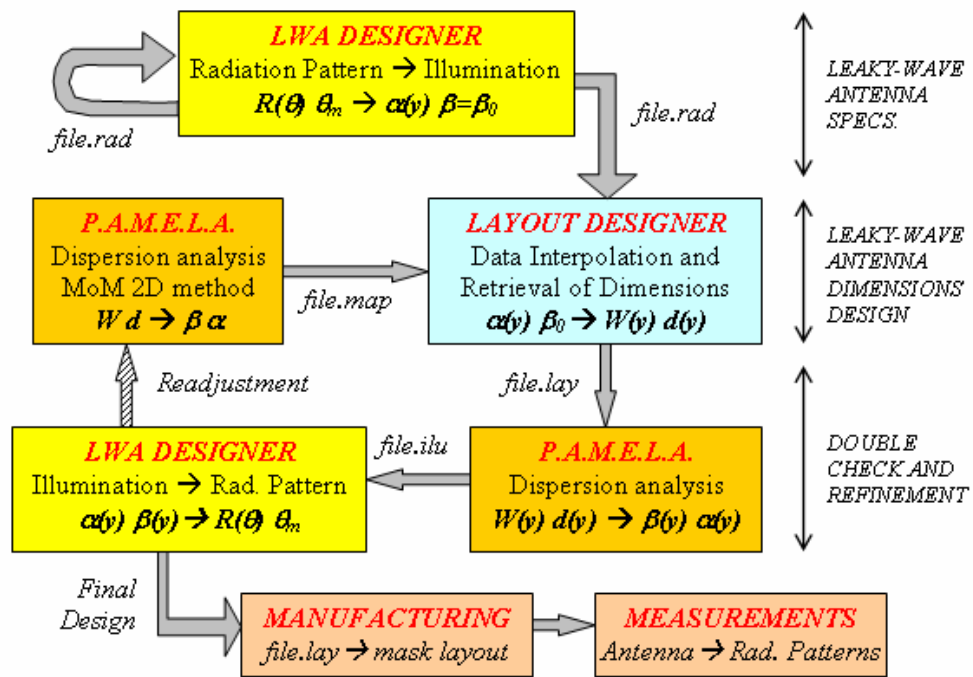 LWA DESIGNER
Radiation Pattern → Illumination
R(θ) θm → α(y) β=β0
file.rad
file.rad
LEAKY-WAVE
ANTENNA
SPECS.
P.A.M.E.L.A.
Dispersion analysis
MoM 2D method
W d → β α
file.map
LAYOUT DESIGNER
Data Interpolation and
Retrieval of Dimensions
α(y) β0 → W(y) d(y)
LEAKY-WAVE
ANTENNA
DIMENSIONS
DESIGN
Readjustment
file.lay
LWA DESIGNER
Illumination → Rad. Pattern
α(y) β(y) → R(θ) θm
file.ilu
P.A.M.E.L.A.
Dispersion analysis
W(y) d(y) → β(y) α(y)
DOUBLE
CHECK AND
REFINEMENT
Final
Design
MANUFACTURING
file.lay → mask layout
MEASUREMENTS
Antenna → Rad. Patterns